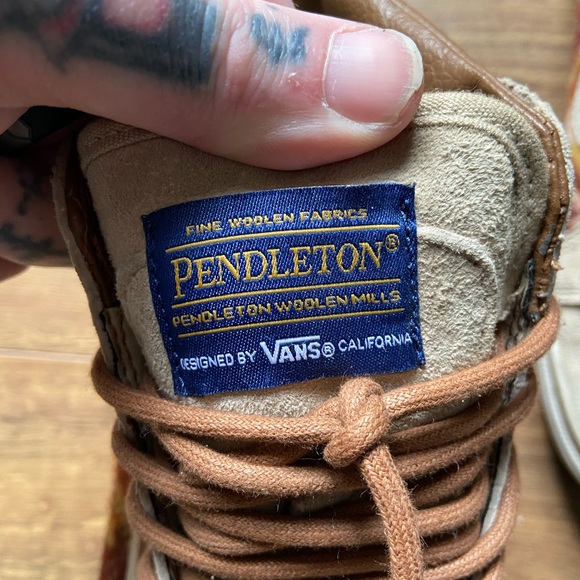 FINE WOOLEN FABRICS
PENDLETON®
PENDLETON WOOLEN MILLS
DESIGNED BY VANS® CALIFORNIA